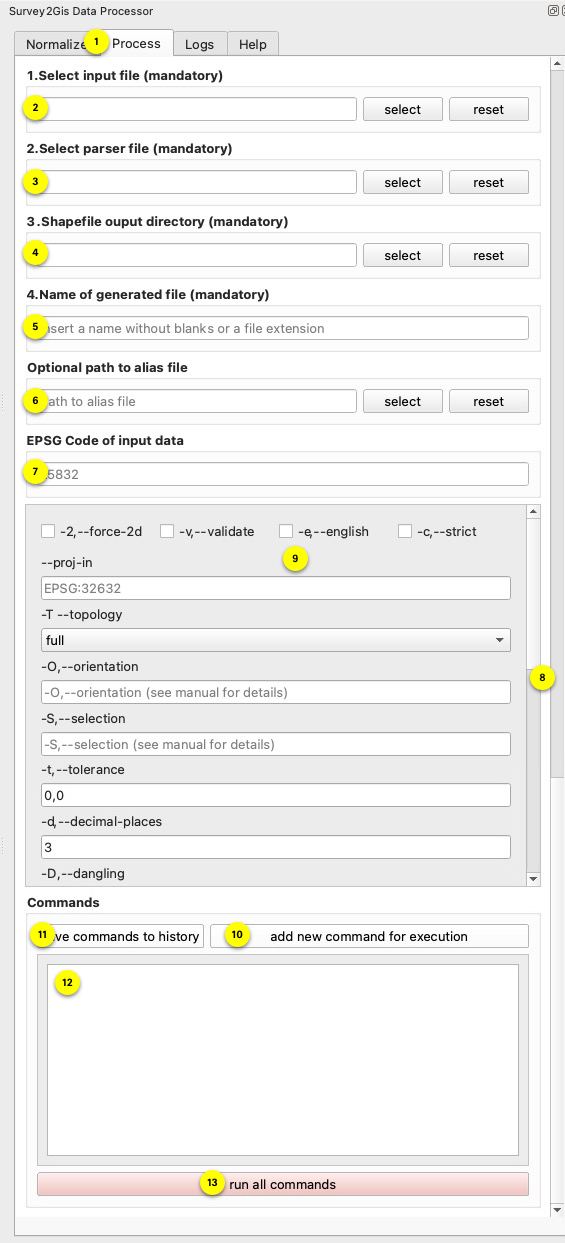 Survey2Gis Data Processor
Normalize 1 Process Logs Help
1.Select input file (mandatory)
2 select reset
2.Select parser file (mandatory)
3 select reset
3.Shapefile ouput directory (mandatory)
4 select reset
4.Name of generated file (mandatory)
5 nsert a name without blanks or a file extension
Optional path to alias file
6 ath to alias file select reset
EPSG Code of input data
7 5832
-2,--force-2d -v,--validate -e,--english -c,--strict
9
--proj-in
EPSG:32632
-T --topology
full
-O,--orientation
8
-O,--orientation (see manual for details)
-S,--selection
-S,--selection (see manual for details)
-t,--tolerance
0,0
-d,--decimal-places
3
-D,--dangling
Commands
11 ve commands to history 10 add new command for execution
12
13 run all commands